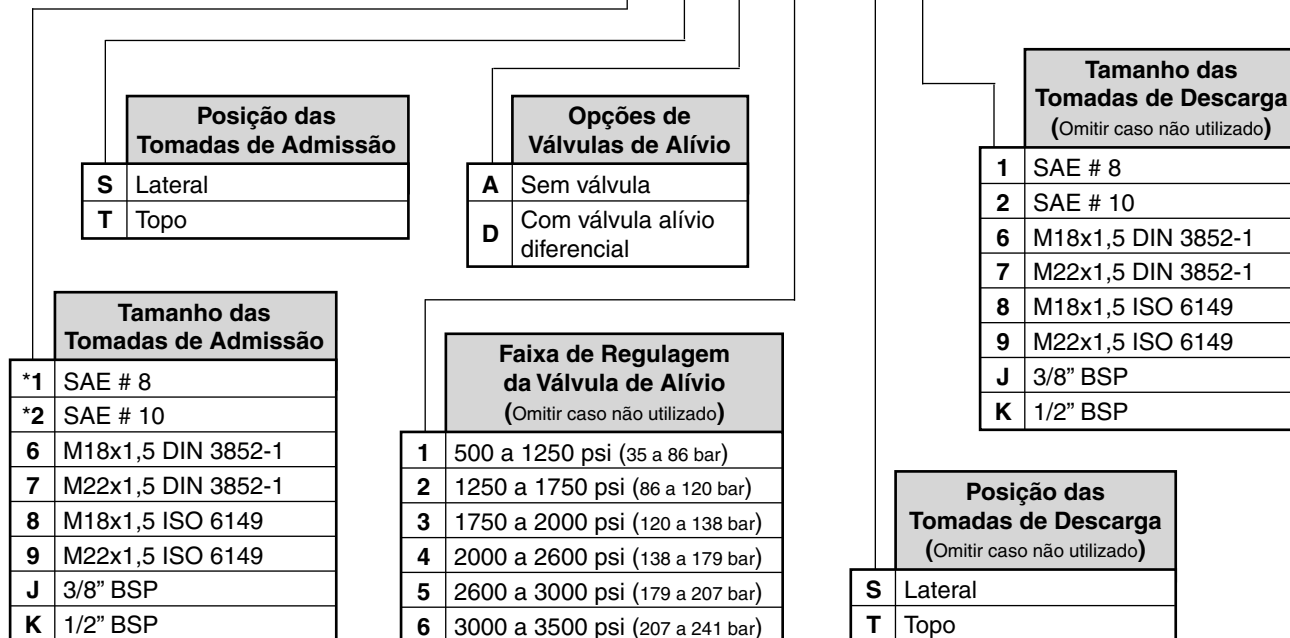 Posição das
Tomadas de Admissão
S Lateral
T Topo
Opções de
Válvulas de Alívio
A Sem válvula
D Com válvula alívio
diferencial
Tamanho das
Tomadas de Descarga
(Omitir caso não utilizado)
1 SAE # 8
2 SAE # 10
6 M18x1,5 DIN 3852-1
7 M22x1,5 DIN 3852-1
8 M18x1,5 ISO 6149
9 M22x1,5 ISO 6149
J 3/8” BSP
K 1/2” BSP
Tamanho das
Tomadas de Admissão
*1 SAE # 8
*2 SAE # 10
6 M18x1,5 DIN 3852-1
7 M22x1,5 DIN 3852-1
8 M18x1,5 ISO 6149
9 M22x1,5 ISO 6149
J 3/8” BSP
K 1/2” BSP
Faixa de Regulagem
da Válvula de Alívio
(Omitir caso não utilizado)
1 500 a 1250 psi (35 a 86 bar)
2 1250 a 1750 psi (86 a 120 bar)
3 1750 a 2000 psi (120 a 138 bar)
4 2000 a 2600 psi (138 a 179 bar)
5 2600 a 3000 psi (179 a 207 bar)
6 3000 a 3500 psi (207 a 241 bar)
Posição das
Tomadas de Descarga
(Omitir caso não utilizado)
S Lateral
T Topo